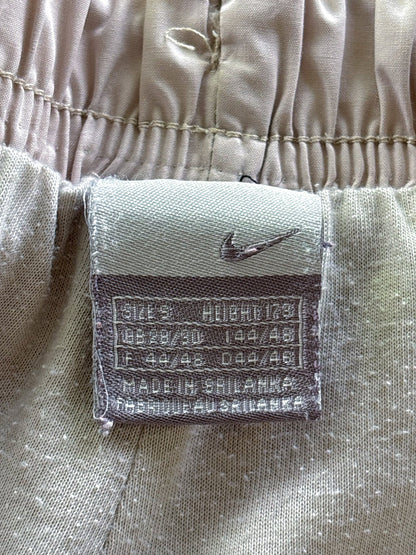 SIZE S HEIGHT 173
GB 28/30 I 44/46
F 44/46 D 44/46
MADE IN SRI LANKA
FABRIQUE AU SRI LANKA